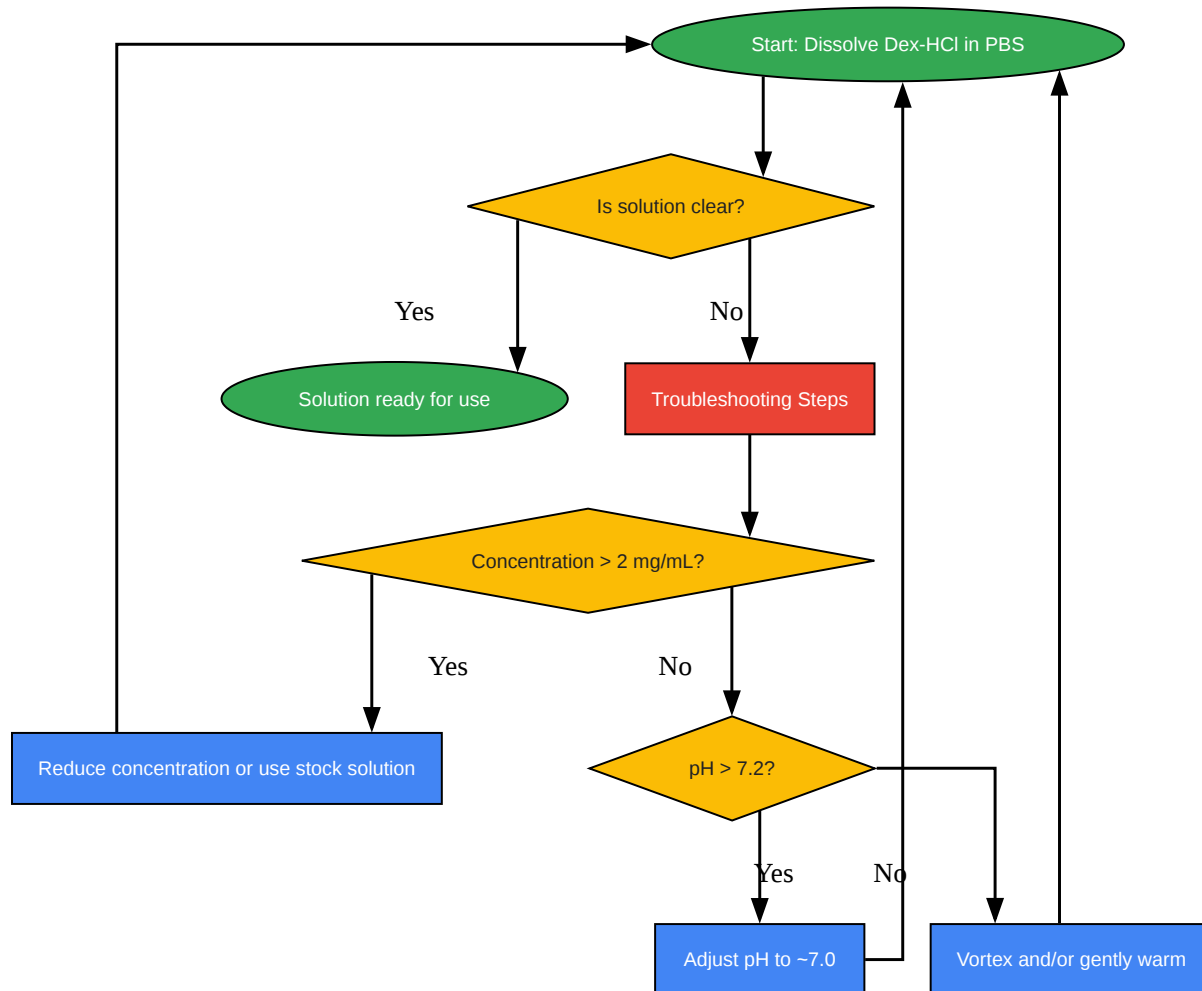 Start: Dissolve Dex-HCl in PBS
Is solution clear?
Yes
No
Solution ready for use
Troubleshooting Steps
Concentration > 2 mg/mL?
Yes
No
Reduce concentration or use stock solution
pH > 7.2?
Yes
No
Adjust pH to ~7.0
Vortex and/or gently warm